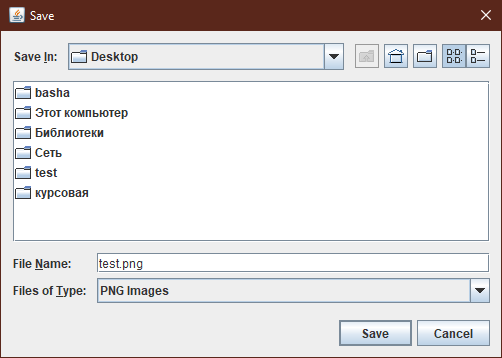 Save
Save In: Desktop
basha
Этот компьютер
Библиотеки
Сеть
test
курсовая
File Name: test.png
Files of Type: PNG Images
Save Cancel